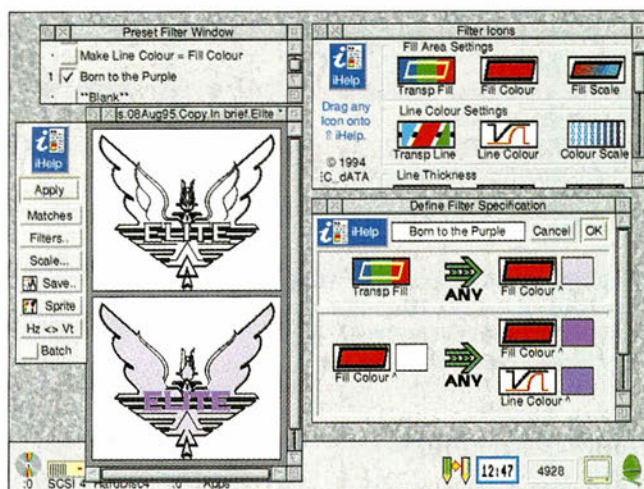 Preset Filter Window
Make Line Colour = Fill Colour
1 Born to the Purple
**Blank**
s.08Aug95.Copy.In brief.Elite *
iHelp
Apply
Matches
Filters..
Scale...
Save..
Sprite
Hz <> Vt
Batch
ELITE
ELITE
Filter Icons
iHelp
Drag any
Icon onto
⇧ iHelp.
© 1994
:C_dATA
Fill Area Settings
Transp Fill Fill Colour Fill Scale
Line Colour Settings
Transp Line Line Colour Colour Scale
Line Thickness
Define Filter Specification
iHelp Born to the Purple Cancel OK
Transp Fill ANY Fill Colour ^
Fill Colour ^ ANY Fill Colour ^
Line Colour ^
:0 SCSI 4 HardDisc4 :0 Apps
12:47 4928